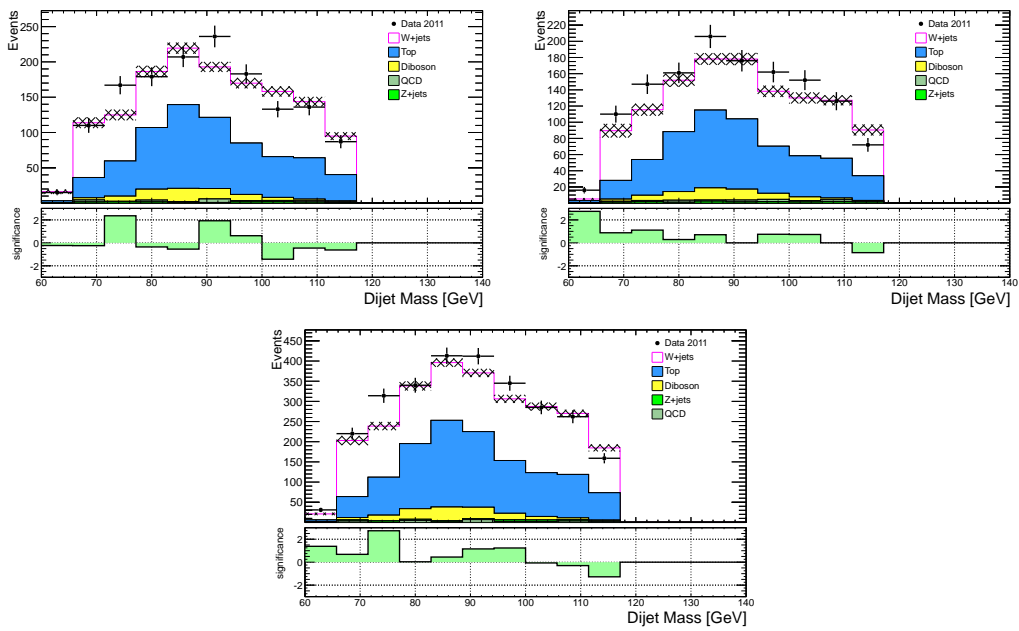 Events
250
200
150
100
50
Data 2011
W+jets
Top
Diboson
QCD
Z+jets
significance
2
0
-2
60 70 80 90 100 110 120 130 140
Dijet Mass [GeV]
Events
220
200
180
160
140
120
100
80
60
40
20
Data 2011
W+jets
Top
Diboson
QCD
Z+jets
significance
2
0
-2
60 70 80 90 100 110 120 130 140
Dijet Mass [GeV]
Events
450
400
350
300
250
200
150
100
50
Data 2011
W+jets
Top
Diboson
Z+jets
QCD
significance
2
0
-2
60 70 80 90 100 110 120 130 140
Dijet Mass [GeV]